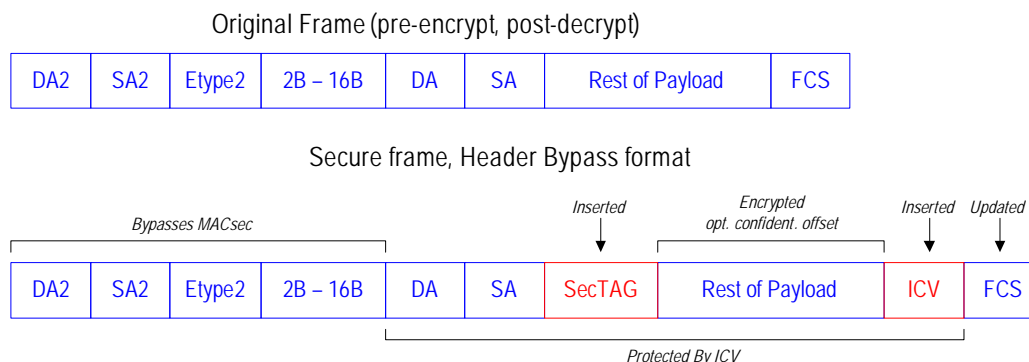 Original Frame (pre-encrypt, post-decrypt)
DA2 SA2 Etype2 2B – 16B DA SA Rest of Payload FCS
Secure frame, Header Bypass format
Bypasses MACsec Inserted Encrypted opt. confident. offset Inserted Updated
DA2 SA2 Etype2 2B – 16B DA SA SecTAG Rest of Payload ICV FCS
Protected By ICV